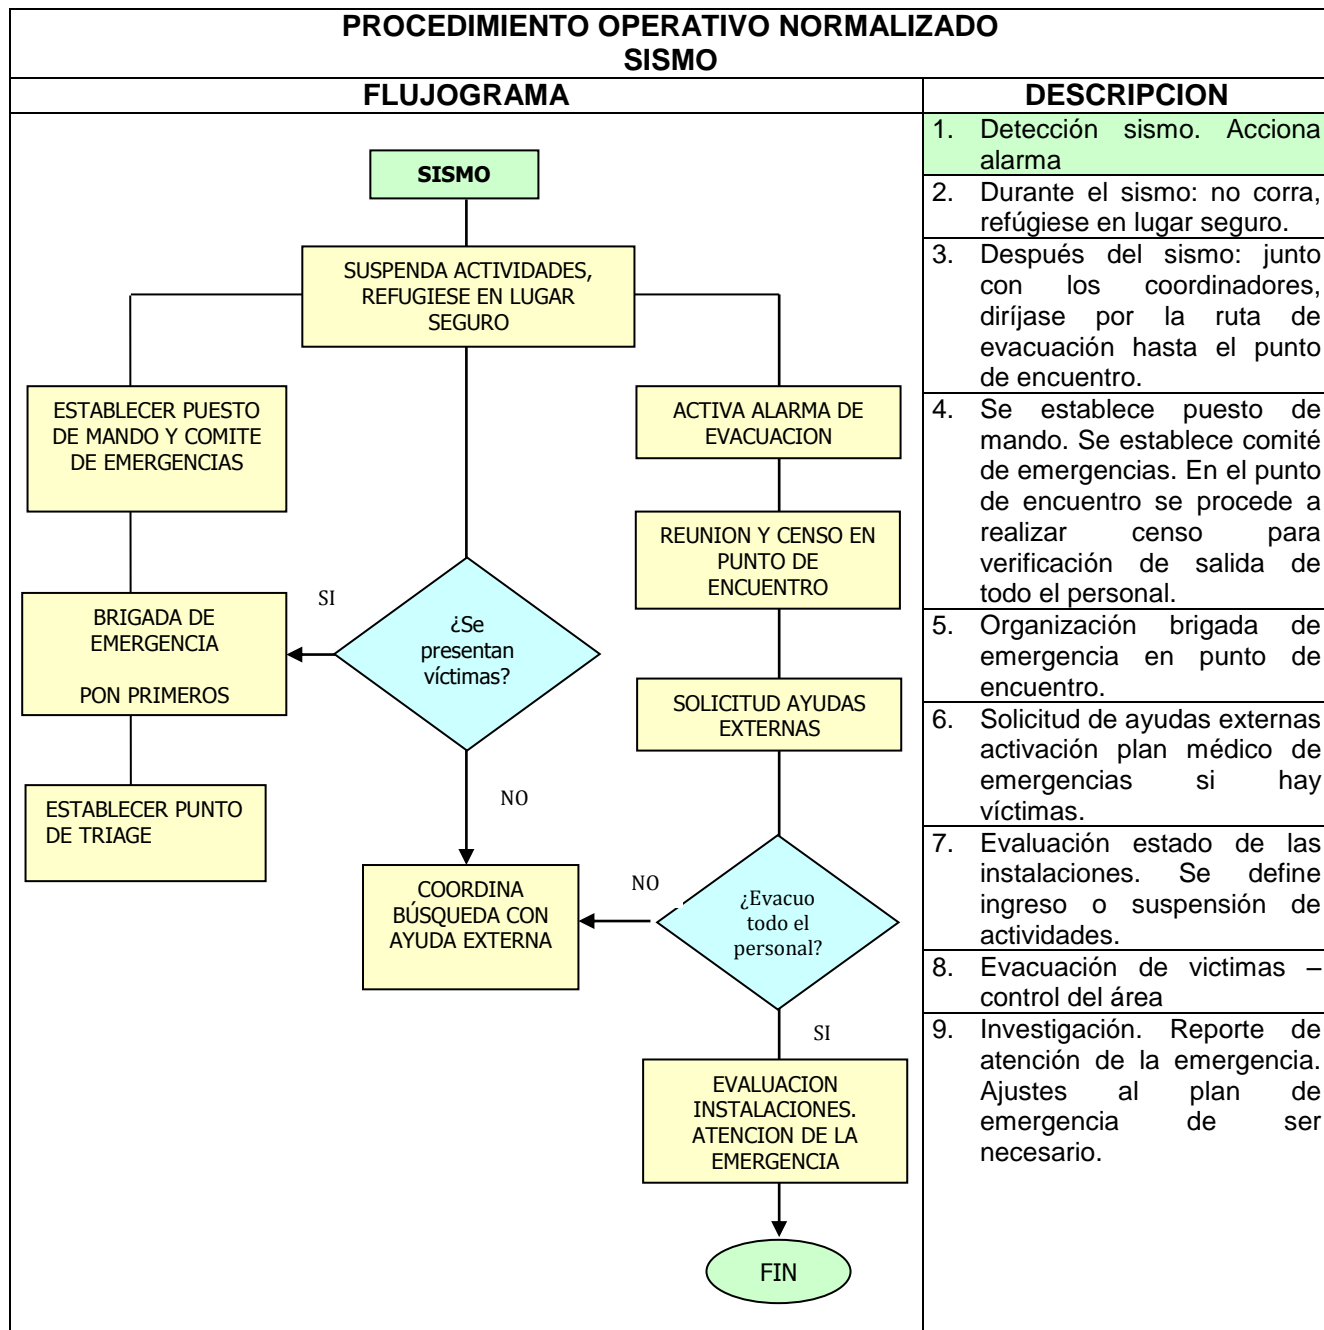 PROCEDIMIENTO OPERATIVO NORMALIZADO
SISMO
FLUJOGRAMA
SISMO
SUSPENDA ACTIVIDADES,
REFUGIESE EN LUGAR
SEGURO
ESTABLECER PUESTO
DE MANDO Y COMITE
DE EMERGENCIAS
ACTIVA ALARMA DE
EVACUACION
REUNION Y CENSO EN
PUNTO DE
ENCUENTRO
SI
¿Se
presentan
víctimas?
BRIGADA DE
EMERGENCIA
PON PRIMEROS
SOLICITUD AYUDAS
EXTERNAS
NO
ESTABLECER PUNTO
DE TRIAGE
COORDINA
BÚSQUEDA CON
AYUDA EXTERNA
NO
¿Evacuo
todo el
personal?
SI
EVALUACION
INSTALACIONES.
ATENCION DE LA
EMERGENCIA
FIN
DESCRIPCION
1. Detección sismo. Acciona
alarma
2. Durante el sismo: no corra,
refúgiese en lugar seguro.
3. Después del sismo: junto
con los coordinadores,
diríjase por la ruta de
evacuación hasta el punto
de encuentro.
4. Se establece puesto de
mando. Se establece comité
de emergencias. En el punto
de encuentro se procede a
realizar censo para
verificación de salida de
todo el personal.
5. Organización brigada de
emergencia en punto de
encuentro.
6. Solicitud de ayudas externas
activación plan médico de
emergencias si hay
víctimas.
7. Evaluación estado de las
instalaciones. Se define
ingreso o suspensión de
actividades.
8. Evacuación de victimas –
control del área
9. Investigación. Reporte de
atención de la emergencia.
Ajustes al plan de
emergencia de ser
necesario.